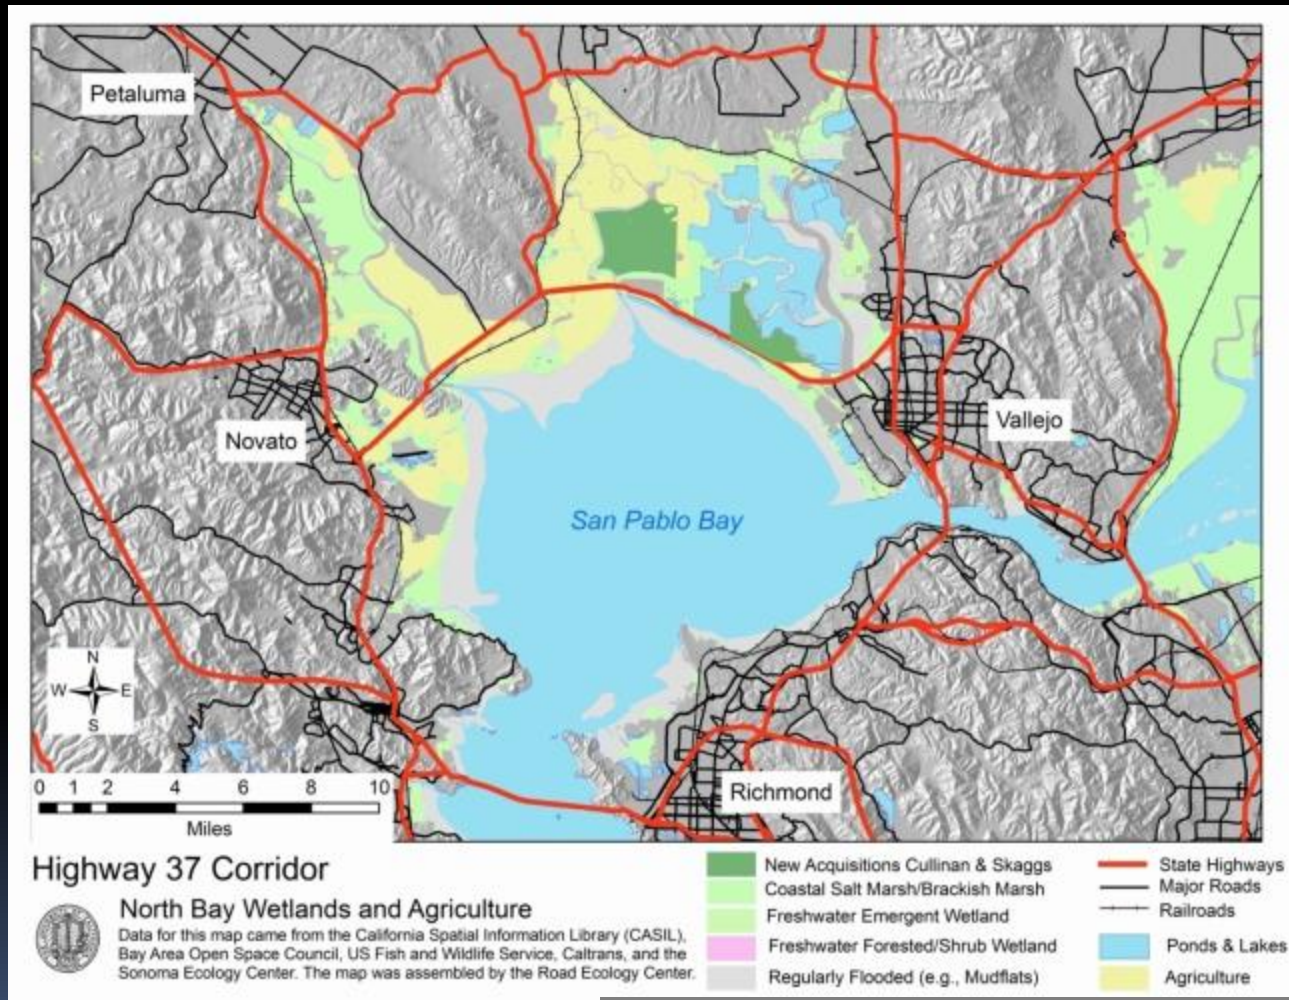 Petaluma
Novato
Vallejo
San Pablo Bay
Richmond
N
W E
S
0 1 2 4 6 8 10
Miles
Highway 37 Corridor
North Bay Wetlands and Agriculture
Data for this map came from the California Spatial Information Library (CASIL),
Bay Area Open Space Council, US Fish and Wildlife Service, Caltrans, and the
Sonoma Ecology Center. The map was assembled by the Road Ecology Center.
New Acquisitions Cullinan & Skaggs
Coastal Salt Marsh/Brackish Marsh
Freshwater Emergent Wetland
Freshwater Forested/Shrub Wetland
Regularly Flooded (e.g., Mudflats)
State Highways
Major Roads
Railroads
Ponds & Lakes
Agriculture